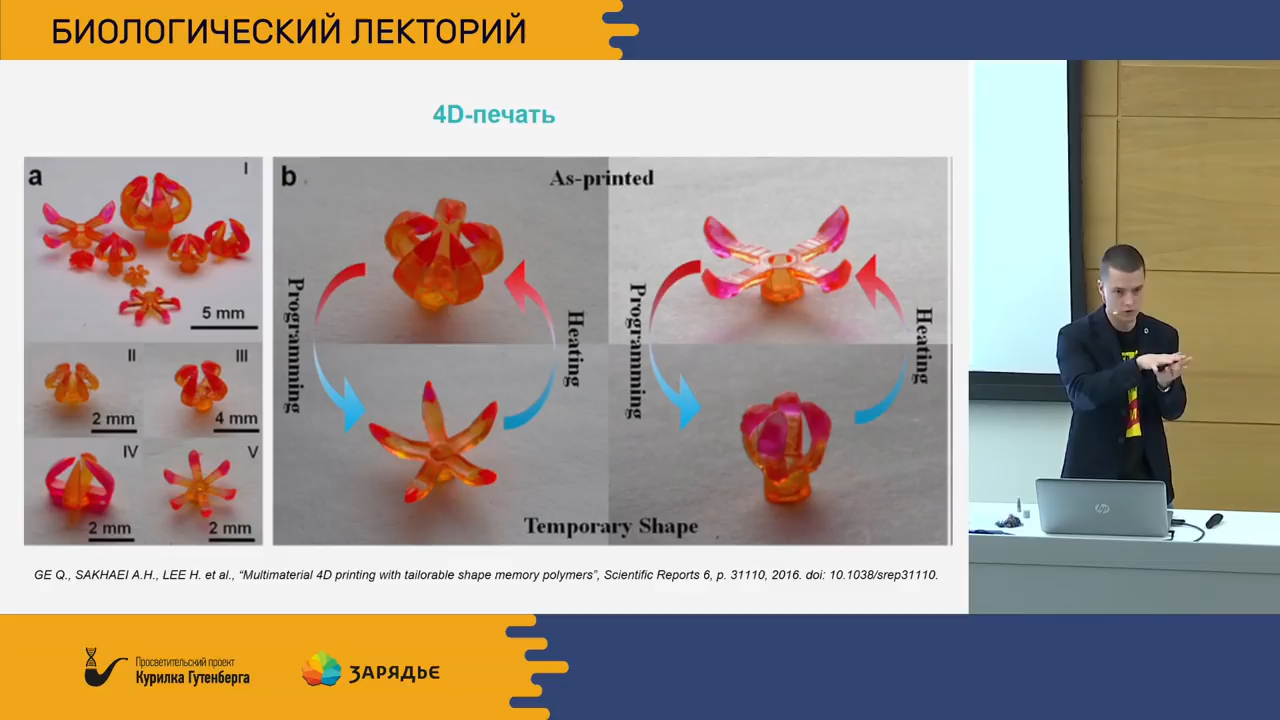 БИОЛОГИЧЕСКИЙ ЛЕКТОРИЙ
4D-печать
a
I
5 mm
II
2 mm
III
4 mm
IV
2 mm
V
2 mm
b
As-printed
Programming
Heating
Programming
Heating
Temporary Shape
GE Q., SAKHAEI A.H., LEE H. et al., “Multimaterial 4D printing with tailorable shape memory polymers”, Scientific Reports 6, p. 31110, 2016. doi: 10.1038/srep31110.
hp
Просветительский проект
Курилка Гутенберга
ЗАРЯДЬЕ